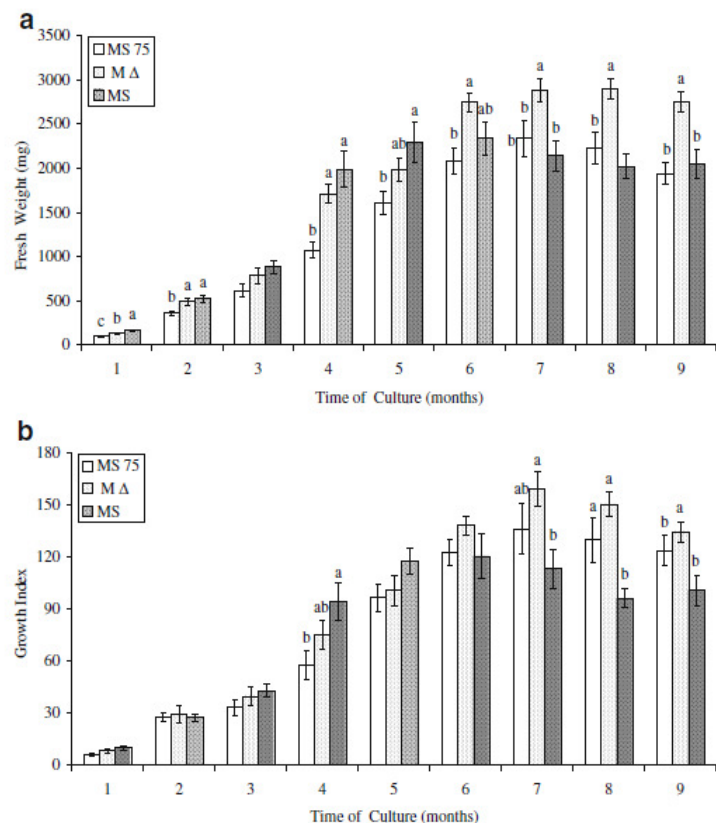 a
3500
3000
2500
2000
1500
1000
500
0
Fresh Weight (mg)
MS 75
M Δ
MS
c b a
b a a
b a a
b ab a
b a ab
b a b
b a
b a b
1 2 3 4 5 6 7 8 9
Time of Culture (months)
b
180
150
120
90
60
30
0
Growth Index
MS 75
M Δ
MS
b ab a
ab a b
a a b
b a b
1 2 3 4 5 6 7 8 9
Time of Culture (months)